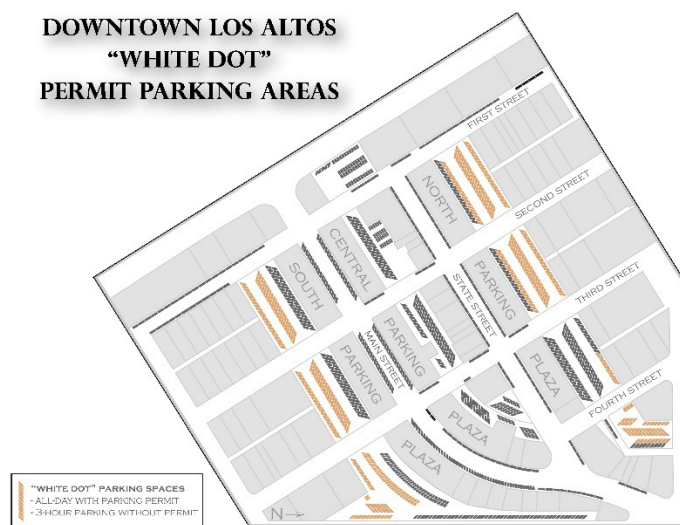 DOWNTOWN LOS ALTOS
“WHITE DOT”
PERMIT PARKING AREAS
FIRST STREET
NORTH
SECOND STREET
CENTRAL
SOUTH
STATE STREET
PARKING
THIRD STREET
PARKING
MAIN STREET
PARKING
PLAZA
FOURTH STREET
PLAZA
PLAZA
"WHITE DOT" PARKING SPACES
- ALL-DAY WITH PARKING PERMIT
- 3-HOUR PARKING WITHOUT PERMIT
N